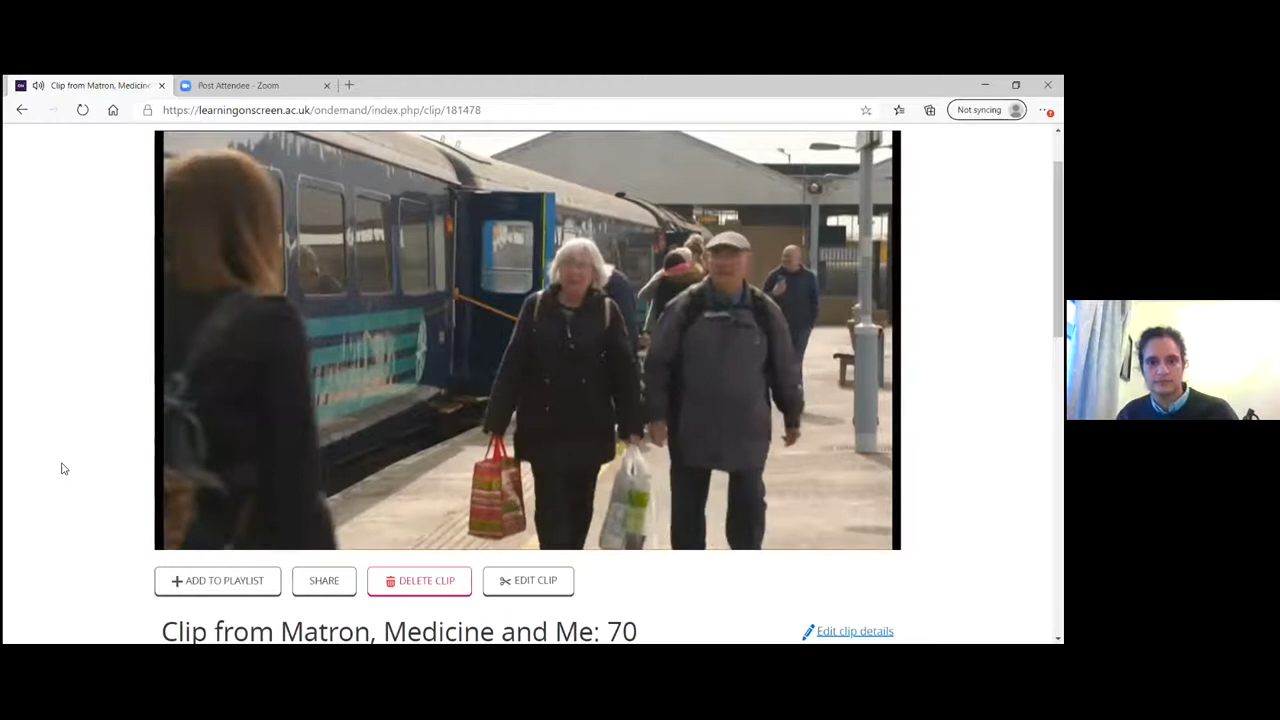 Clip from Matron, Medicine
Post Attendee - Zoom
https://learningonscreen.ac.uk/ondemand/index.php/clip/181478
Not syncing
ADD TO PLAYLIST
SHARE
DELETE CLIP
EDIT CLIP
Clip from Matron, Medicine and Me: 70
Edit clip details